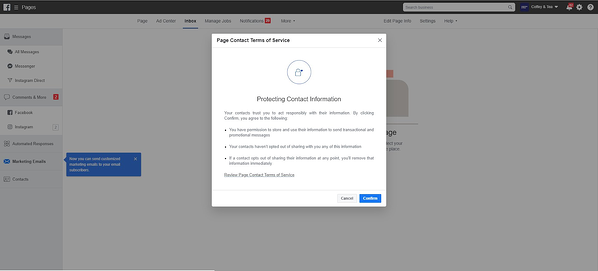 Pages
Search business
Coffey & Tea
Page Ad Center Inbox Manage Jobs Notifications More Edit Page Info Settings Help
Messages
All Messages
Messenger
Instagram Direct
Comments & More 2
Facebook
Instagram
Automated Responses
Marketing Emails
Contacts
Now you can send customized
marketing emails to your email
subscribers.
Page Contact Terms of Service
Protecting Contact Information
Your contacts trust you to act responsibly with their information. By clicking
Confirm, you agree to the following:
You have permission to store and use their information to send transactional and
promotional messages
Your contacts haven't opted out of sharing with you any of this information
If a contact opts out of sharing their information at any point, you'll remove that
information immediately
Review Page Contact Terms of Service
Cancel Confirm